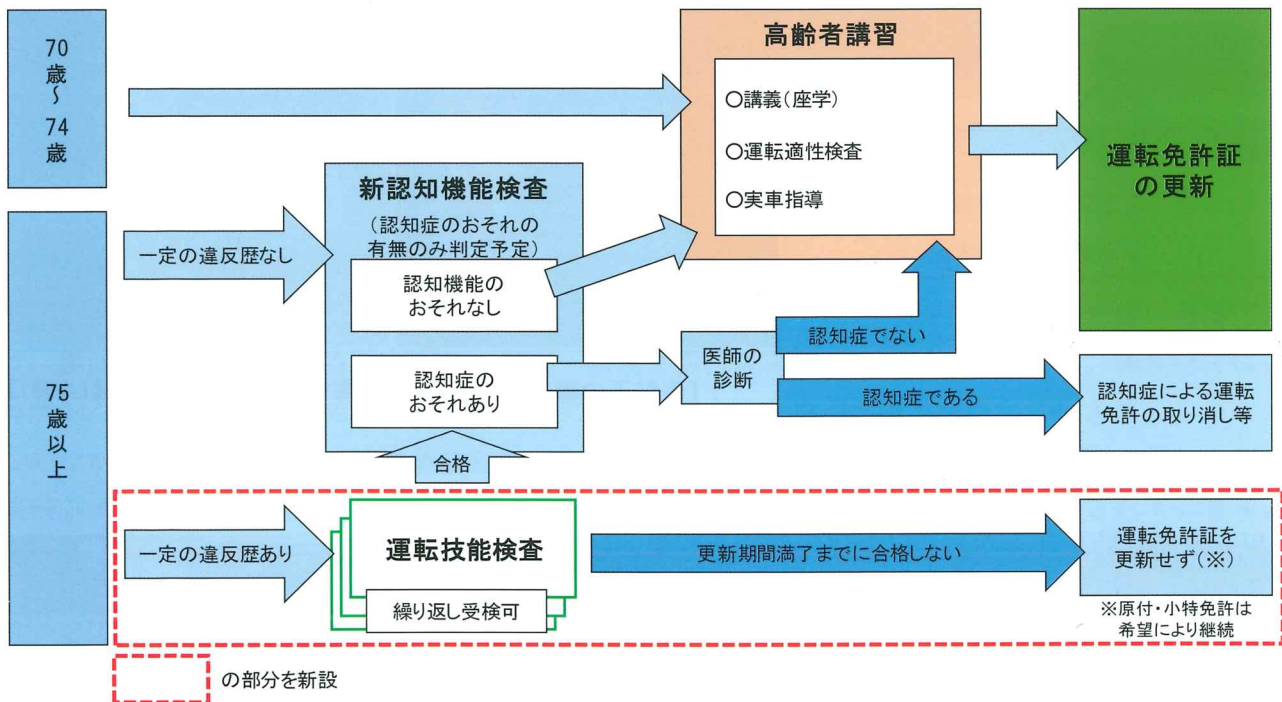 70
歳
〜
74
歳
高齢者講習
○講義(座学)
○運転適性検査
○実車指導
運転免許証
の更新
75
歳
以
上
一定の違反歴なし
新認知機能検査
(認知症のおそれの
有無のみ判定予定)
認知機能の
おそれなし
認知症の
おそれあり
医師の
診断
認知症でない
認知症である
認知症による運転
免許の取り消し等
合格
一定の違反歴あり
運転技能検査
繰り返し受検可
更新期間満了までに合格しない
運転免許証を
更新せず(※)
※原付・小特免許は
希望により継続
の部分を新設